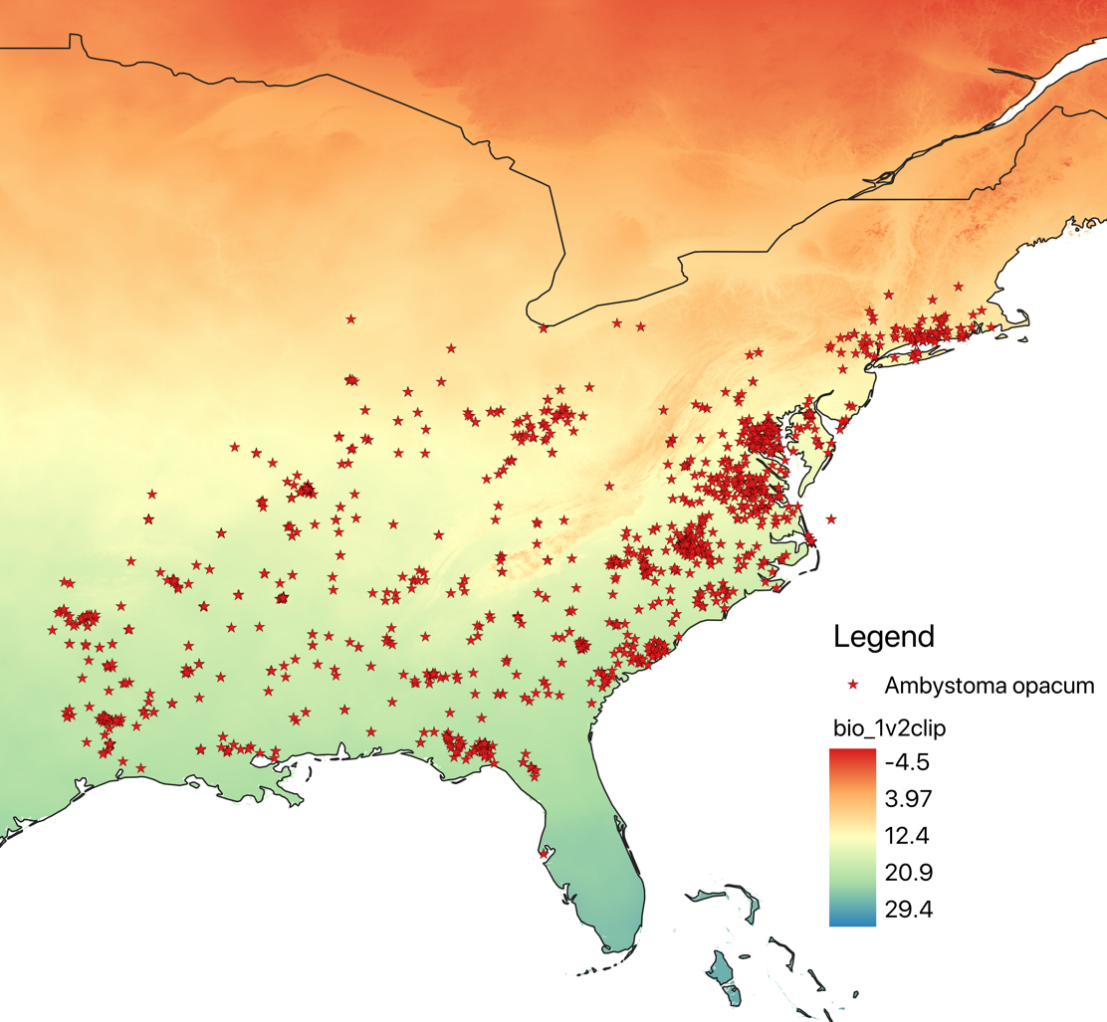 Legend
Ambystoma opacum
bio_1v2clip
-4.5
3.97
12.4
20.9
29.4